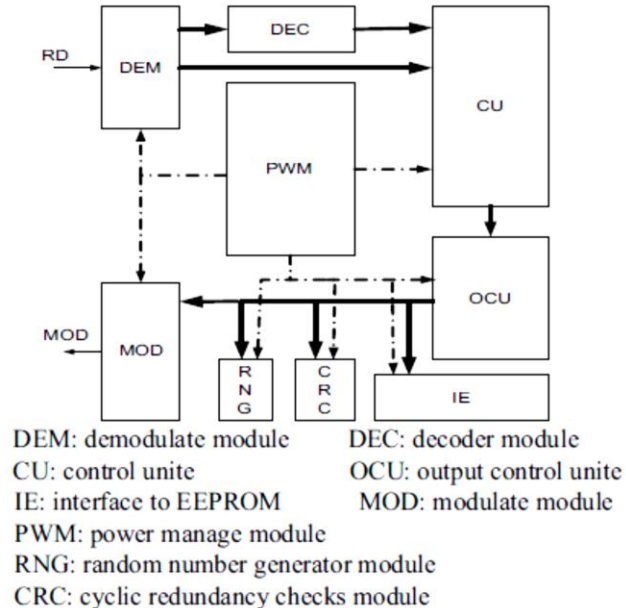 RD
DEM
DEC
CU
PWM
OCU
MOD
MOD
R
N
G
C
R
C
IE
DEM: demodulate module DEC: decoder module
CU: control unite OCU: output control unite
IE: interface to EEPROM MOD: modulate module
PWM: power manage module
RNG: random number generator module
CRC: cyclic redundancy checks module